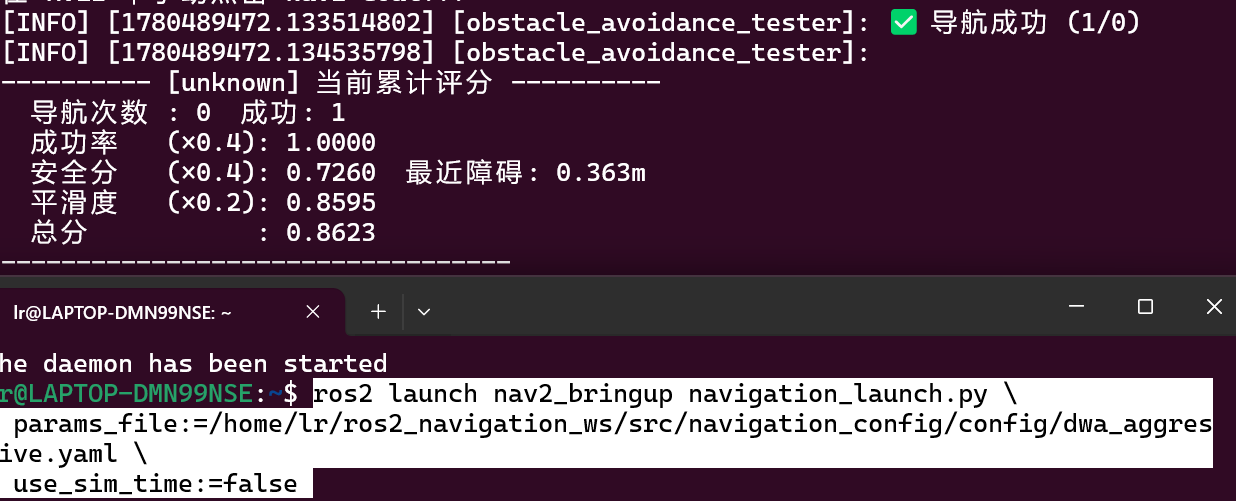 [INFO] [1780489472.133514802] [obstacle_avoidance_tester]: ✅ 导航成功 (1/0)
[INFO] [1780489472.134535798] [obstacle_avoidance_tester]:
---------- [unknown] 当前累计评分 ----------
导航次数 : 0 成功: 1
成功率 (×0.4): 1.0000
安全分 (×0.4): 0.7260 最近障碍: 0.363m
平滑度 (×0.2): 0.8595
总分 : 0.8623
----------------------------------
lr@LAPTOP-DMN99NSE: ~
he daemon has been started
r@LAPTOP-DMN99NSE:~$ ros2 launch nav2_bringup navigation_launch.py \
params_file:=/home/lr/ros2_navigation_ws/src/navigation_config/config/dwa_aggres
ive.yaml \
use_sim_time:=false